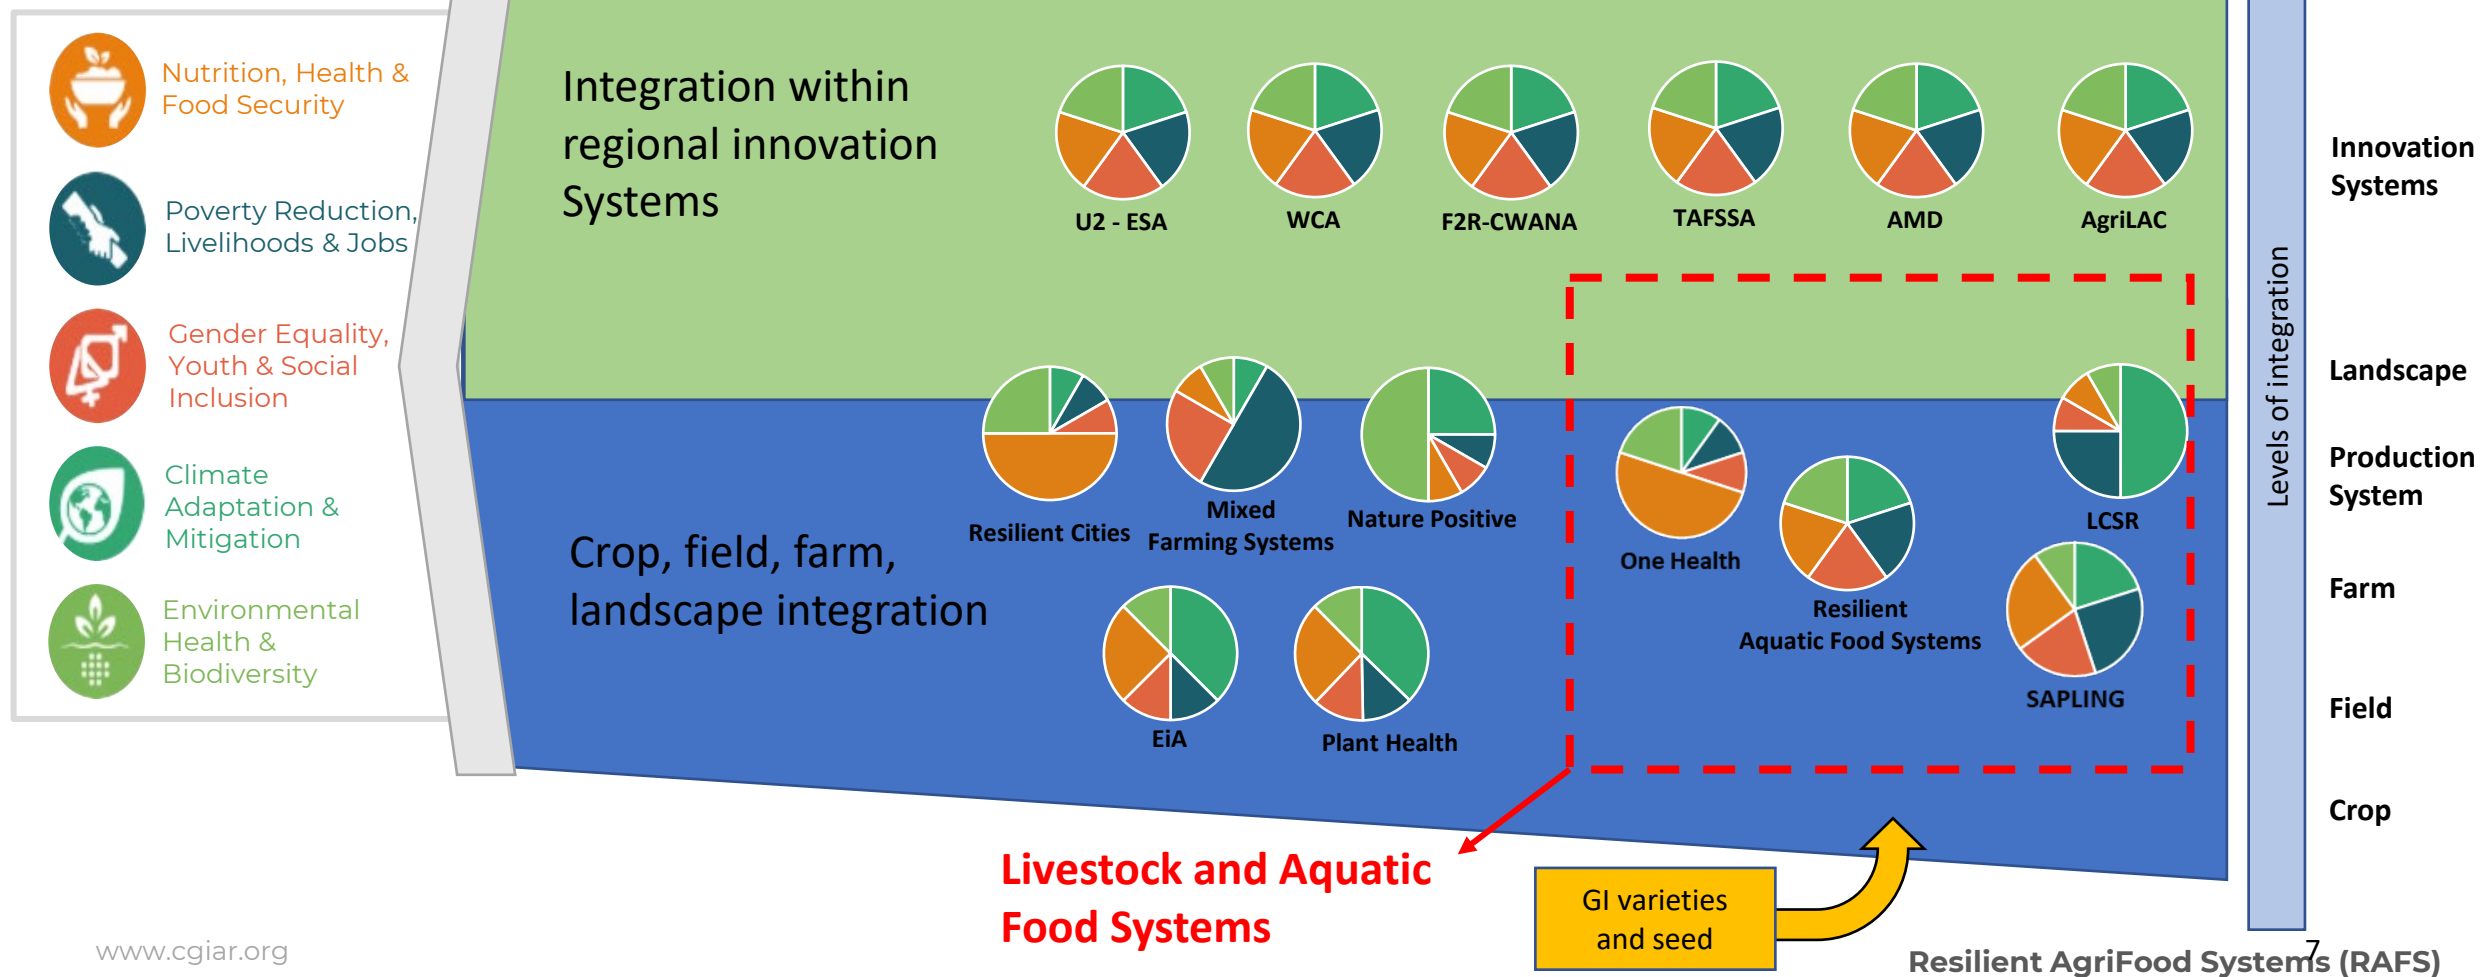 Nutrition, Health &
Food Security
Poverty Reduction,
Livelihoods & Jobs
Gender Equality,
Youth & Social
Inclusion
Climate
Adaptation &
Mitigation
Environmental
Health &
Biodiversity
Integration within
regional innovation
Systems
U2 - ESA
WCA
F2R-CWANA
TAFSSA
AMD
AgriLAC
Crop, field, farm,
landscape integration
Resilient Cities
Mixed
Farming Systems
Nature Positive
One Health
Resilient
Aquatic Food Systems
LCSR
SAPLING
EiA
Plant Health
Livestock and Aquatic
Food Systems
GI varieties
and seed
Levels of integration
Innovation
Systems
Landscape
Production
System
Farm
Field
Crop
www.cgiar.org
7
Resilient AgriFood Systems (RAFS)